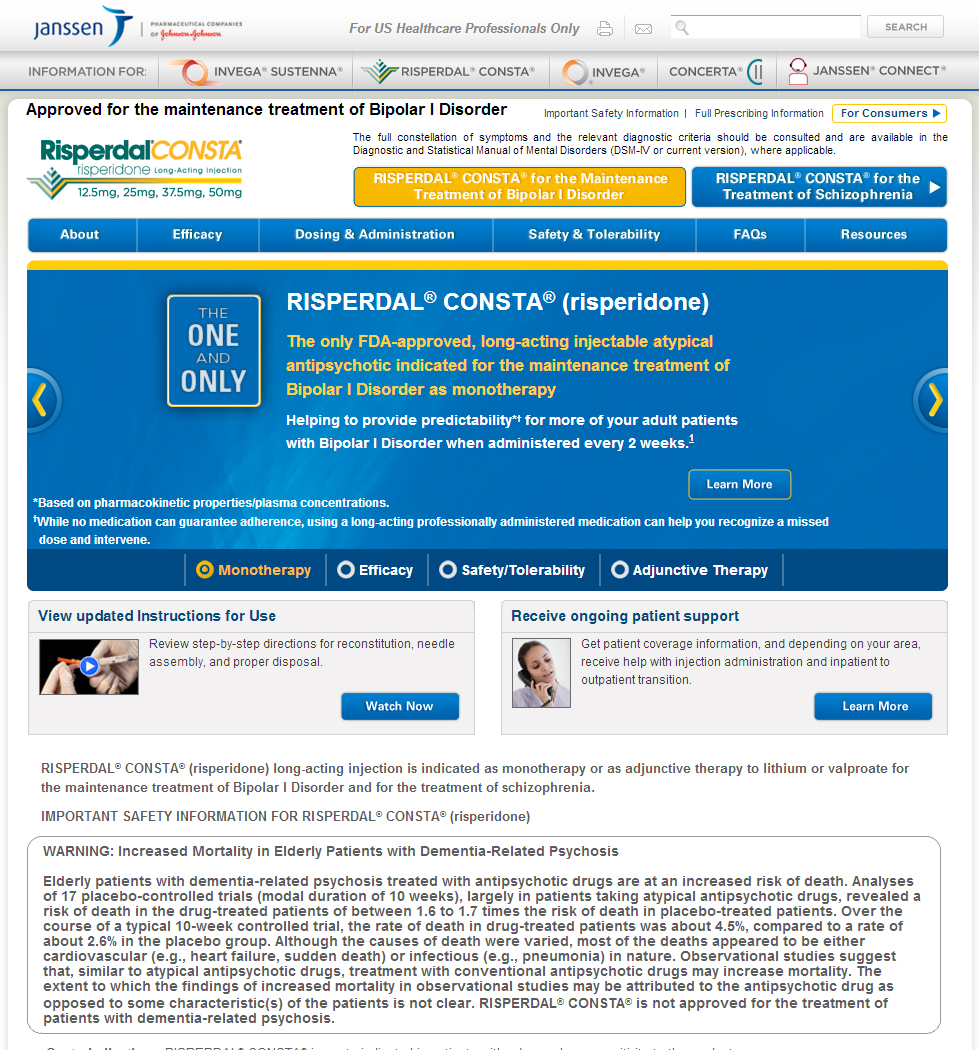 janssen PHARMACEUTICAL COMPANIES
OF Johnson & Johnson
For US Healthcare Professionals Only
SEARCH
INFORMATION FOR:
INVEGA® SUSTENNA®
RISPERDAL® CONSTA®
INVEGA®
CONCERTA®
JANSSEN® CONNECT®
Approved for the maintenance treatment of Bipolar I Disorder
Important Safety Information | Full Prescribing Information
For Consumers
The full constellation of symptoms and the relevant diagnostic criteria should be consulted and are available in the
Diagnostic and Statistical Manual of Mental Disorders (DSM-IV or current version), where applicable.
RisperdalCONSTA®
risperidone Long-Acting Injection
12.5mg, 25mg, 37.5mg, 50mg
RISPERDAL® CONSTA® for the Maintenance
Treatment of Bipolar I Disorder
RISPERDAL® CONSTA® for the
Treatment of Schizophrenia
About
Efficacy
Dosing & Administration
Safety & Tolerability
FAQs
Resources
THE
ONE
AND
ONLY
RISPERDAL® CONSTA® (risperidone)
The only FDA-approved, long-acting injectable atypical
antipsychotic indicated for the maintenance treatment of
Bipolar I Disorder as monotherapy
Helping to provide predictability*† for more of your adult patients
with Bipolar I Disorder when administered every 2 weeks.1
Learn More
*Based on pharmacokinetic properties/plasma concentrations.
†While no medication can guarantee adherence, using a long-acting professionally administered medication can help you recognize a missed
dose and intervene.
Monotherapy
Efficacy
Safety/Tolerability
Adjunctive Therapy
View updated Instructions for Use
Review step-by-step directions for reconstitution, needle
assembly, and proper disposal.
Watch Now
Receive ongoing patient support
Get patient coverage information, and depending on your area,
receive help with injection administration and inpatient to
outpatient transition.
Learn More
RISPERDAL® CONSTA® (risperidone) long-acting injection is indicated as monotherapy or as adjunctive therapy to lithium or valproate for
the maintenance treatment of Bipolar I Disorder and for the treatment of schizophrenia.
IMPORTANT SAFETY INFORMATION FOR RISPERDAL® CONSTA® (risperidone)
WARNING: Increased Mortality in Elderly Patients with Dementia-Related Psychosis
Elderly patients with dementia-related psychosis treated with antipsychotic drugs are at an increased risk of death. Analyses
of 17 placebo-controlled trials (modal duration of 10 weeks), largely in patients taking atypical antipsychotic drugs, revealed a
risk of death in the drug-treated patients of between 1.6 to 1.7 times the risk of death in placebo-treated patients. Over the
course of a typical 10-week controlled trial, the rate of death in drug-treated patients was about 4.5%, compared to a rate of
about 2.6% in the placebo group. Although the causes of death were varied, most of the deaths appeared to be either
cardiovascular (e.g., heart failure, sudden death) or infectious (e.g., pneumonia) in nature. Observational studies suggest
that, similar to atypical antipsychotic drugs, treatment with conventional antipsychotic drugs may increase mortality. The
extent to which the findings of increased mortality in observational studies may be attributed to the antipsychotic drug as
opposed to some characteristic(s) of the patients is not clear. RISPERDAL® CONSTA® is not approved for the treatment of
patients with dementia-related psychosis.